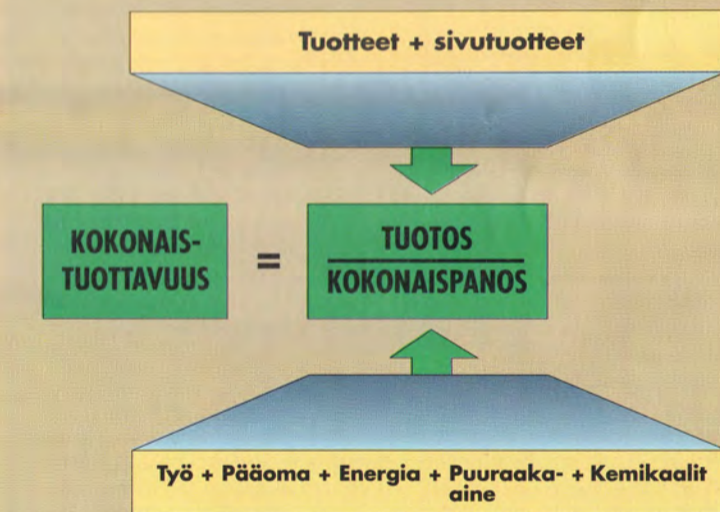 Tuotteet + sivutuotteet
KOKONAIS-
TUOTTAVUUS
=
TUOTOS
KOKONAISPANOS
Työ + Pääoma + Energia + Puuraaka- + Kemikaalit
aine